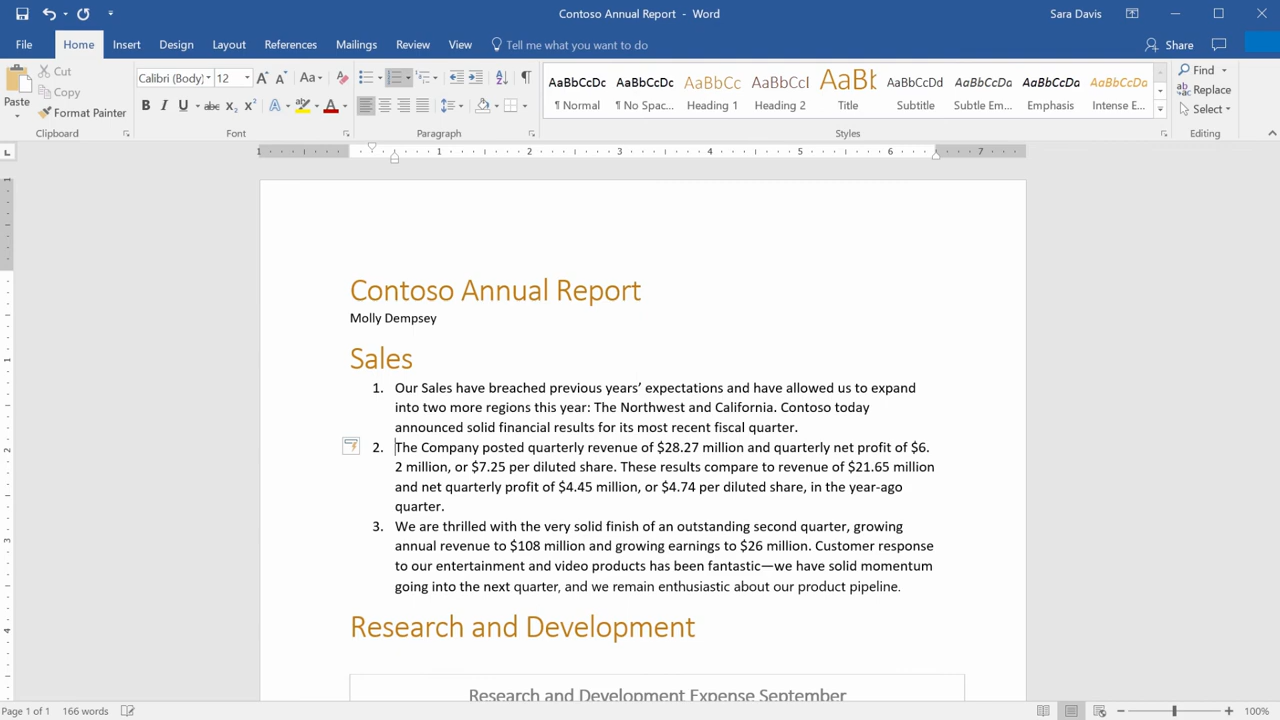 Contoso Annual Report - Word
Sara Davis
File Home Insert Design Layout References Mailings Review View Tell me what you want to do
Share
Cut
Copy
Format Painter
Paste
Clipboard
Calibri (Body) 12
Font
Paragraph
AaBbCcDc AaBbCcDc AaBbCc AaBbCcI AaBb AaBbCcDd AaBbCcDa AaBbCcDa AaBbCcDa
¶ Normal ¶ No Spac... Heading 1 Heading 2 Title Subtitle Subtle Em... Emphasis Intense E...
Styles
Find
Replace
Select
Editing
1 1 2 3 4 5 6 7
Contoso Annual Report
Molly Dempsey
Sales
1. Our Sales have breached previous years’ expectations and have allowed us to expand
into two more regions this year: The Northwest and California. Contoso today
announced solid financial results for its most recent fiscal quarter.
2. The Company posted quarterly revenue of $28.27 million and quarterly net profit of $6.
2 million, or $7.25 per diluted share. These results compare to revenue of $21.65 million
and net quarterly profit of $4.45 million, or $4.74 per diluted share, in the year-ago
quarter.
3. We are thrilled with the very solid finish of an outstanding second quarter, growing
annual revenue to $108 million and growing earnings to $26 million. Customer response
to our entertainment and video products has been fantastic—we have solid momentum
going into the next quarter, and we remain enthusiastic about our product pipeline.
Research and Development
Research and Development Expense September
Page 1 of 1 166 words
100%